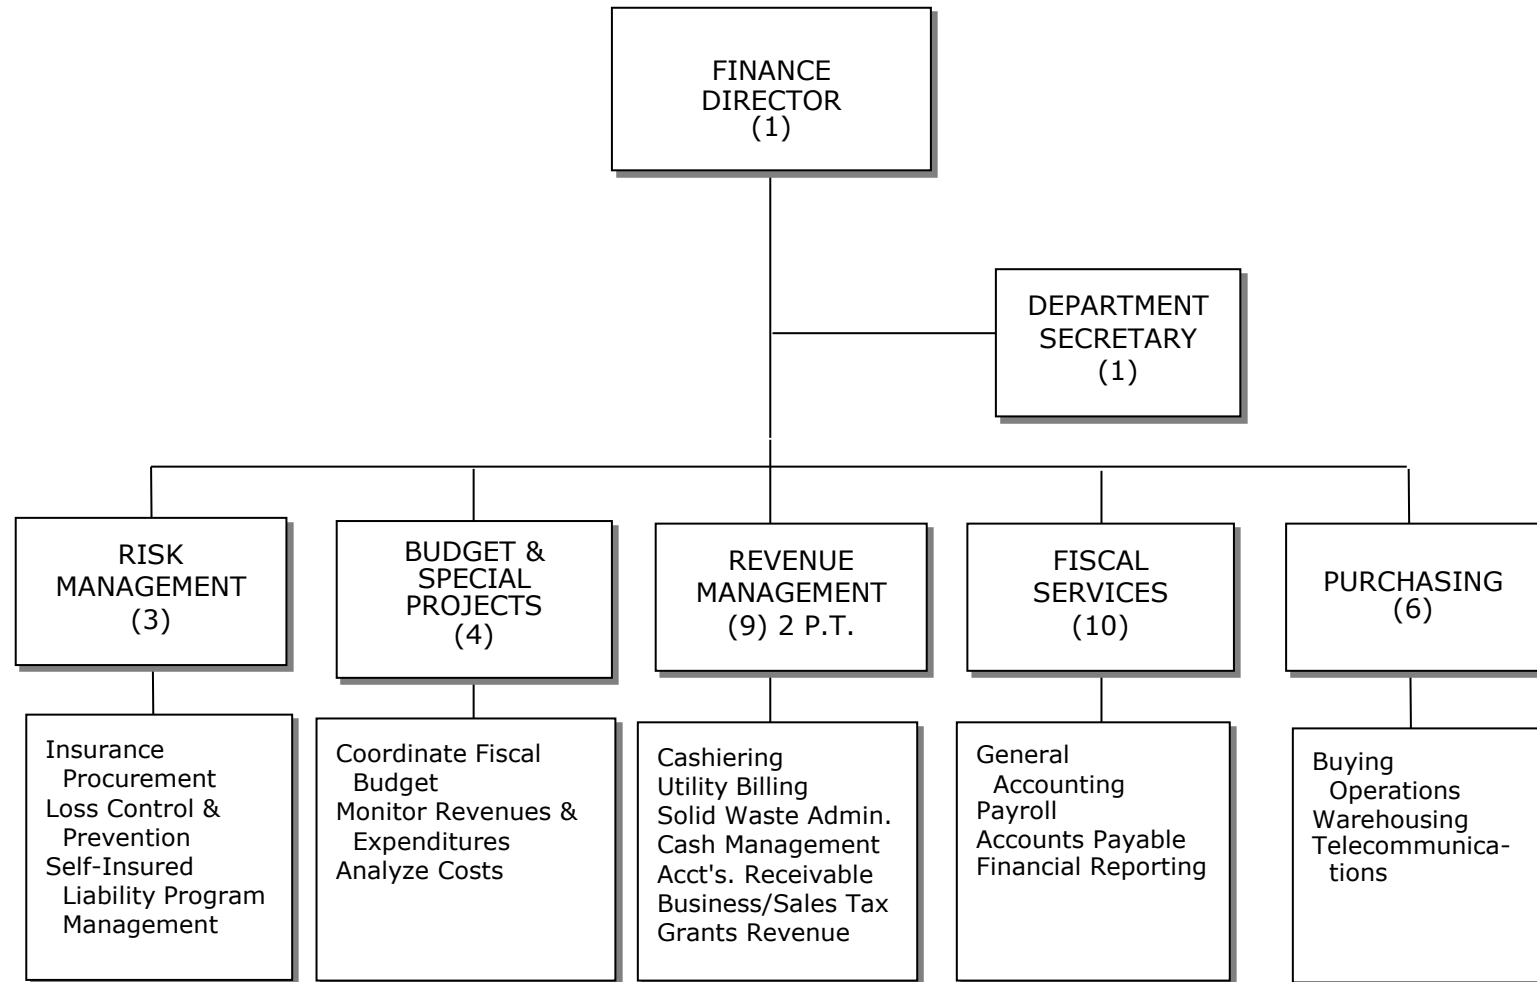 FINANCE
DIRECTOR
(1)
DEPARTMENT
SECRETARY
(1)
RISK
MANAGEMENT
(3)
BUDGET &
SPECIAL
PROJECTS
(4)
REVENUE
MANAGEMENT
(9) 2 P.T.
FISCAL
SERVICES
(10)
PURCHASING
(6)
Insurance
Procurement
Loss Control &
Prevention
Self-Insured
Liability Program
Management
Coordinate Fiscal
Budget
Monitor Revenues &
Expenditures
Analyze Costs
Cashiering
Utility Billing
Solid Waste Admin.
Cash Management
Acct's. Receivable
Business/Sales Tax
Grants Revenue
General
Accounting
Payroll
Accounts Payable
Financial Reporting
Buying
Operations
Warehousing
Telecommunica-
tions